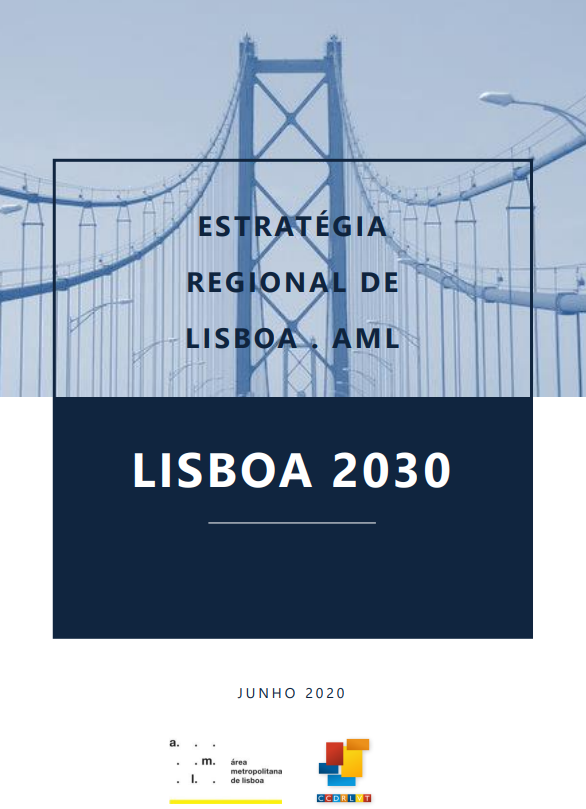 ESTRATÉGIA
REGIONAL DE
LISBOA . AML
LISBOA 2030
JUNHO 2020
a. . .
. . m. área
metropolitana
. l. . de lisboa
CCDRLVT